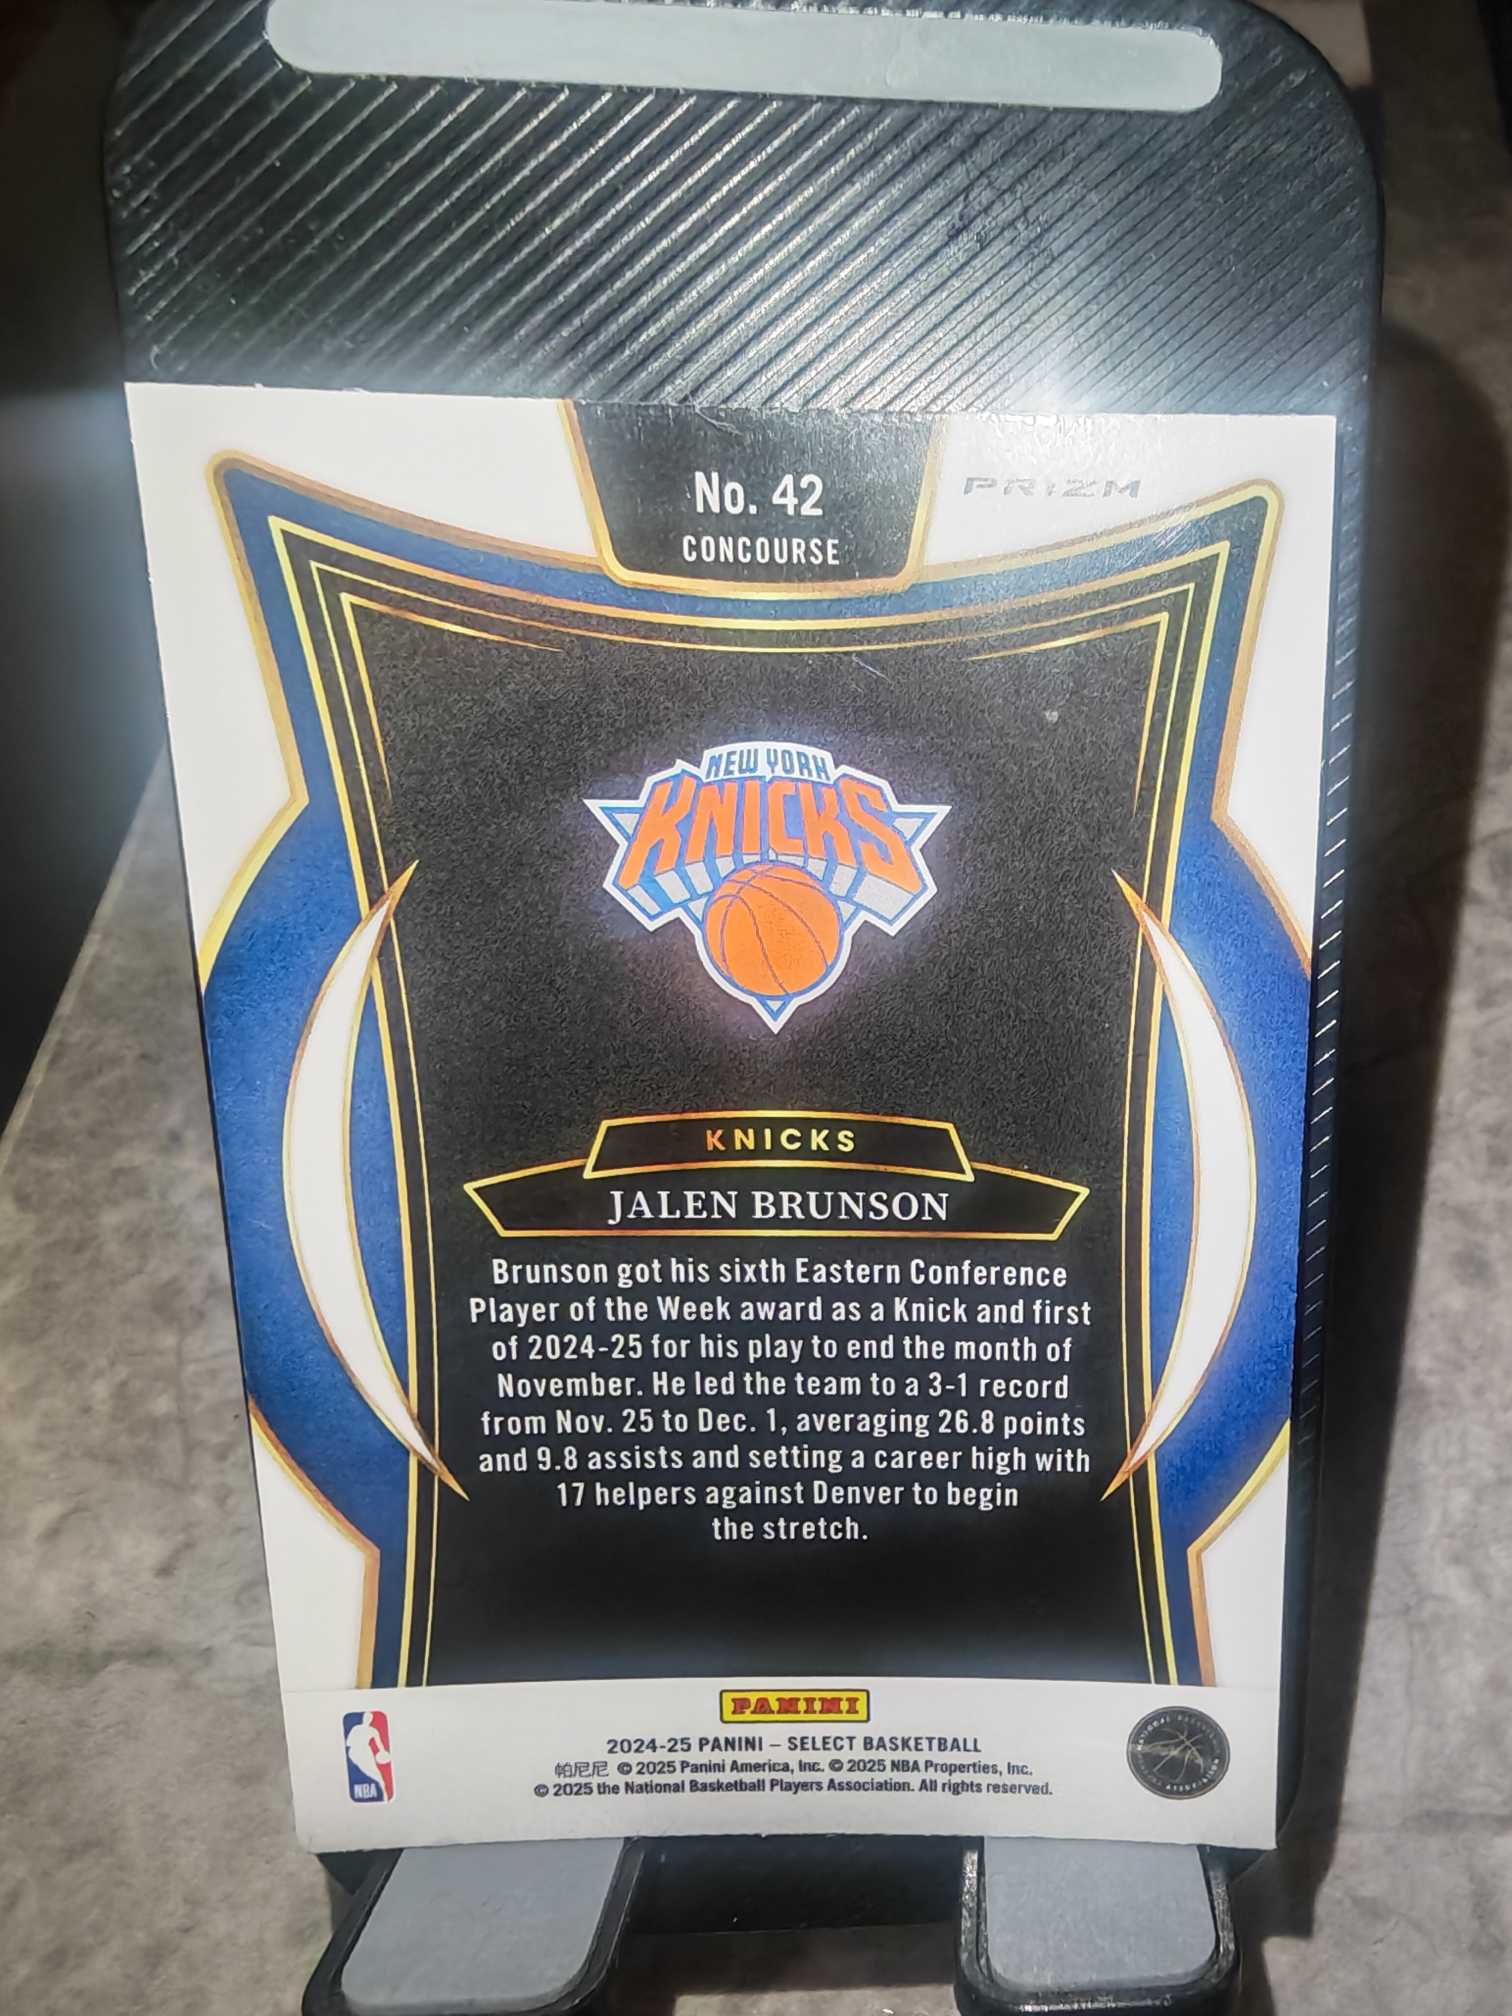 No. 42
CONCOURSE
PRIZM
NEW YORK
KNICKS
KNICKS
JALEN BRUNSON
Brunson got his sixth Eastern Conference
Player of the Week award as a Knick and first
of 2024-25 for his play to end the month of
November. He led the team to a 3-1 record
from Nov. 25 to Dec. 1, averaging 26.8 points
and 9.8 assists and setting a career high with
17 helpers against Denver to begin
the stretch.
PANINI
2024-25 PANINI – SELECT BASKETBALL
帕尼尼 © 2025 Panini America, Inc. © 2025 NBA Properties, Inc.
© 2025 the National Basketball Players Association. All rights reserved.
NBA